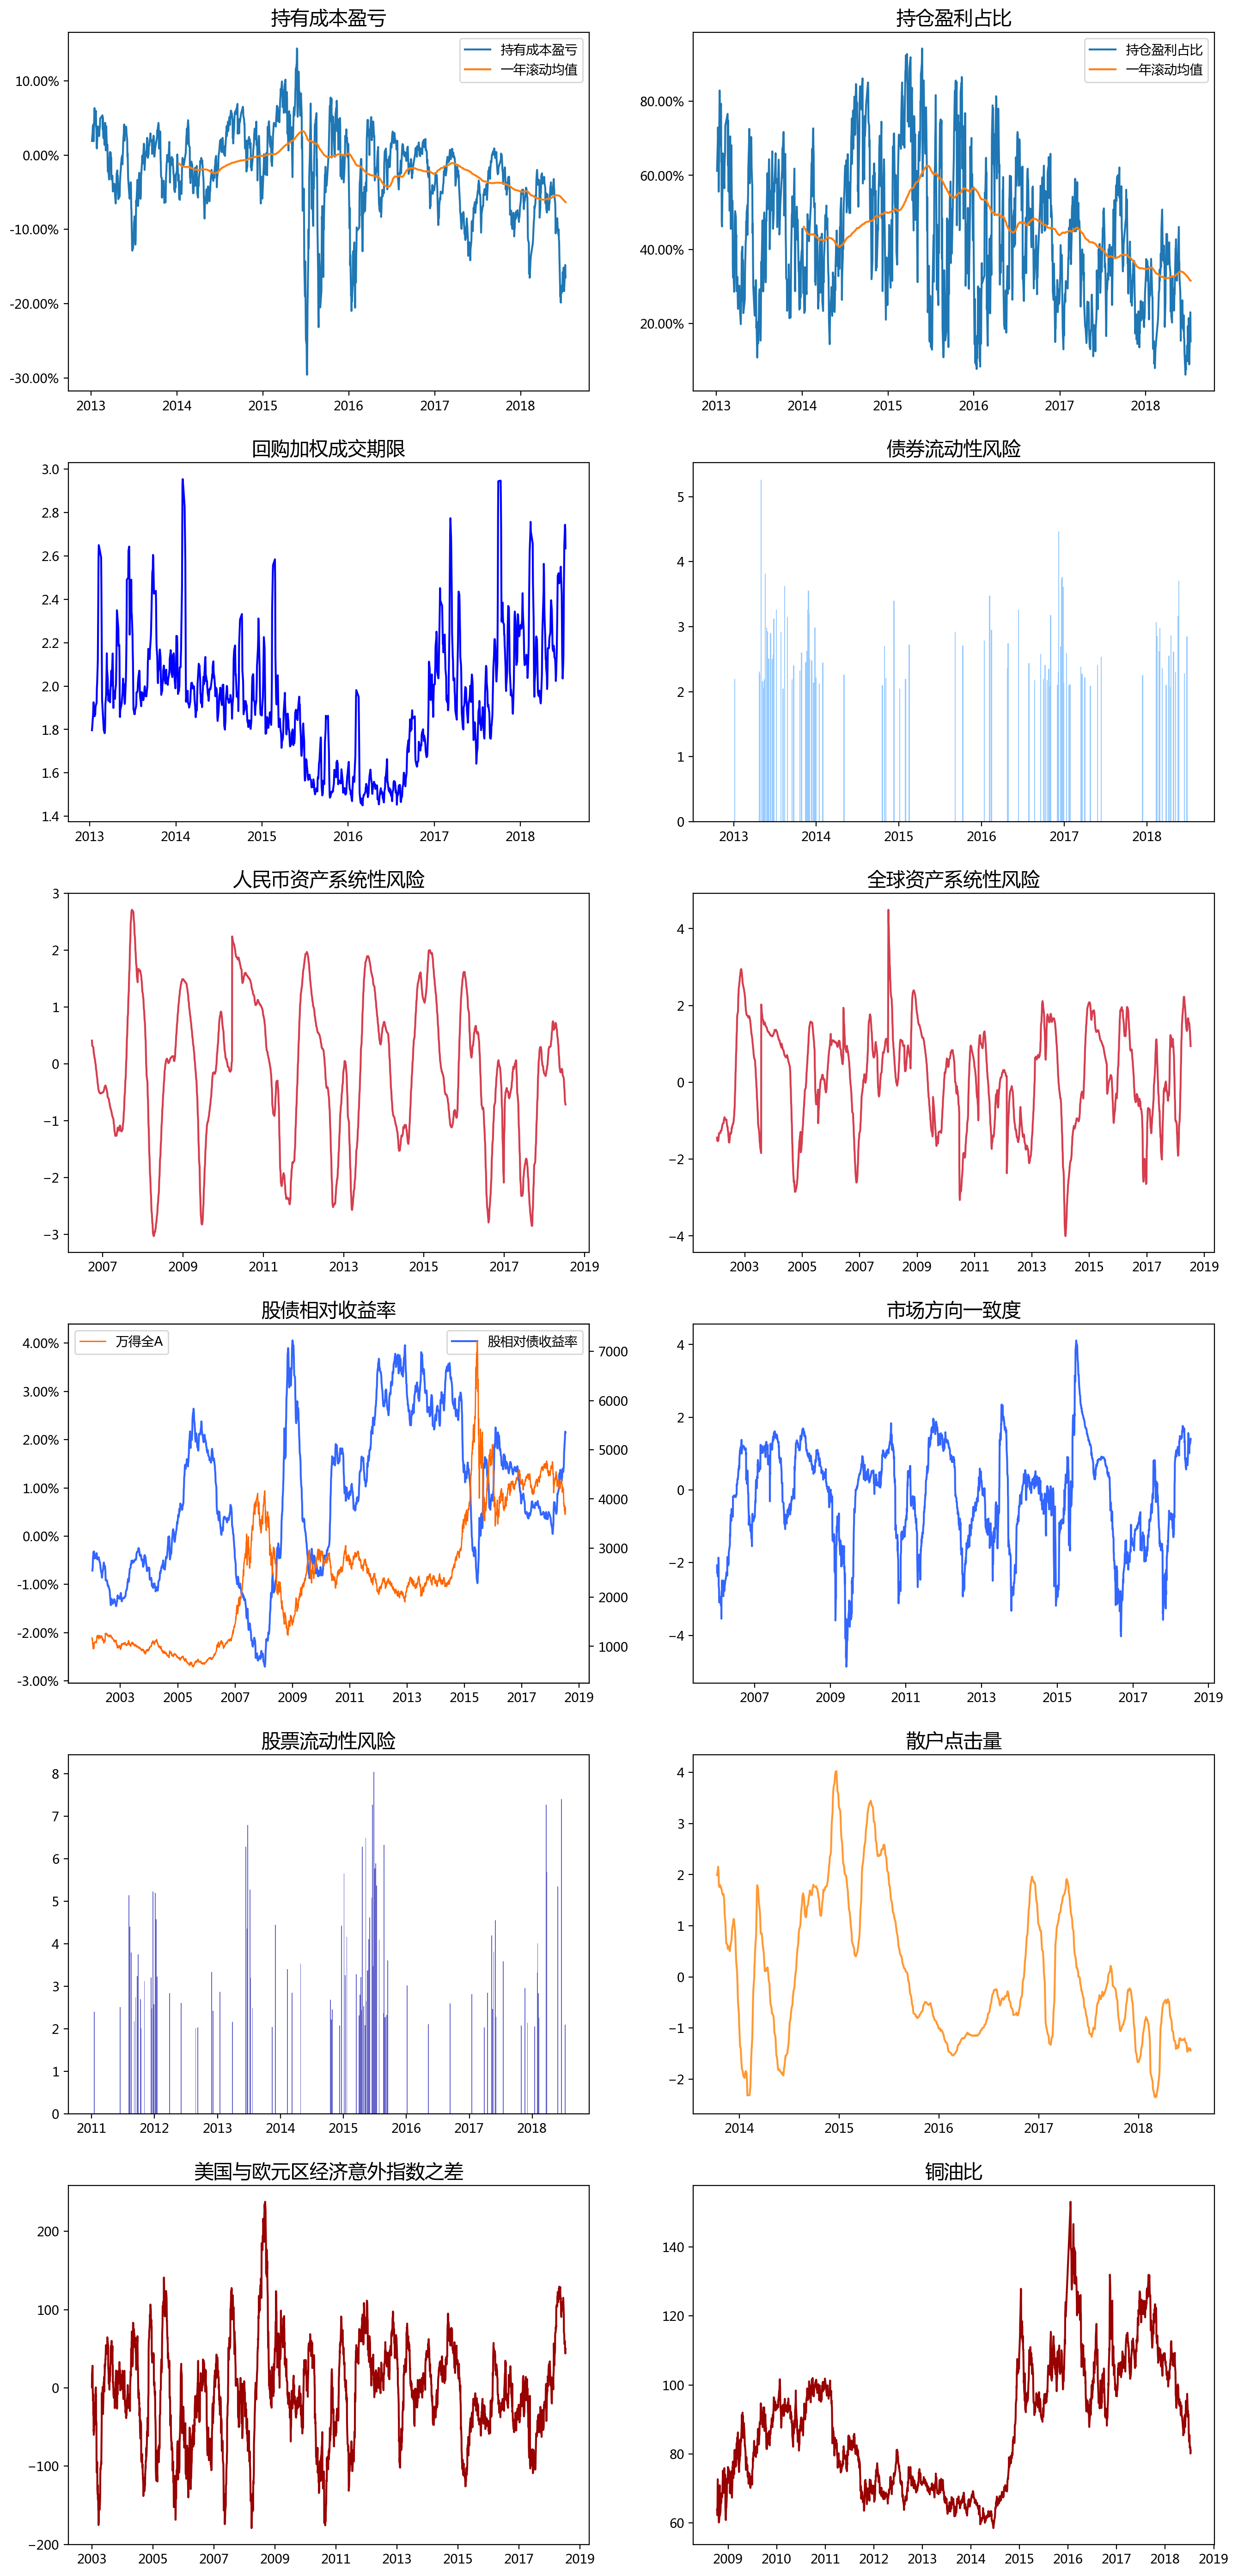 持有成本盈亏
持有成本盈亏
一年滚动均值
10.00%
0.00%
-10.00%
-20.00%
-30.00%
2013 2014 2015 2016 2017 2018
持仓盈利占比
持仓盈利占比
一年滚动均值
80.00%
60.00%
40.00%
20.00%
2013 2014 2015 2016 2017 2018
回购加权成交期限
3.0
2.8
2.6
2.4
2.2
2.0
1.8
1.6
1.4
2013 2014 2015 2016 2017 2018
债券流动性风险
5
4
3
2
1
0
2013 2014 2015 2016 2017 2018
人民币资产系统性风险
3
2
1
0
−1
−2
−3
2007 2009 2011 2013 2015 2017 2019
全球资产系统性风险
4
2
0
−2
−4
2003 2005 2007 2009 2011 2013 2015 2017 2019
股债相对收益率
万得全A
股相对债收益率
4.00%
3.00%
2.00%
1.00%
0.00%
-1.00%
-2.00%
-3.00%
7000
6000
5000
4000
3000
2000
1000
2003 2005 2007 2009 2011 2013 2015 2017 2019
市场方向一致度
4
2
0
−2
−4
2007 2009 2011 2013 2015 2017 2019
股票流动性风险
8
7
6
5
4
3
2
1
0
2011 2012 2013 2014 2015 2016 2017 2018
散户点击量
4
3
2
1
0
−1
−2
2014 2015 2016 2017 2018
美国与欧元区经济意外指数之差
200
100
0
−100
−200
2003 2005 2007 2009 2011 2013 2015 2017 2019
铜油比
140
120
100
80
60
2009 2010 2011 2012 2013 2014 2015 2016 2017 2018 2019